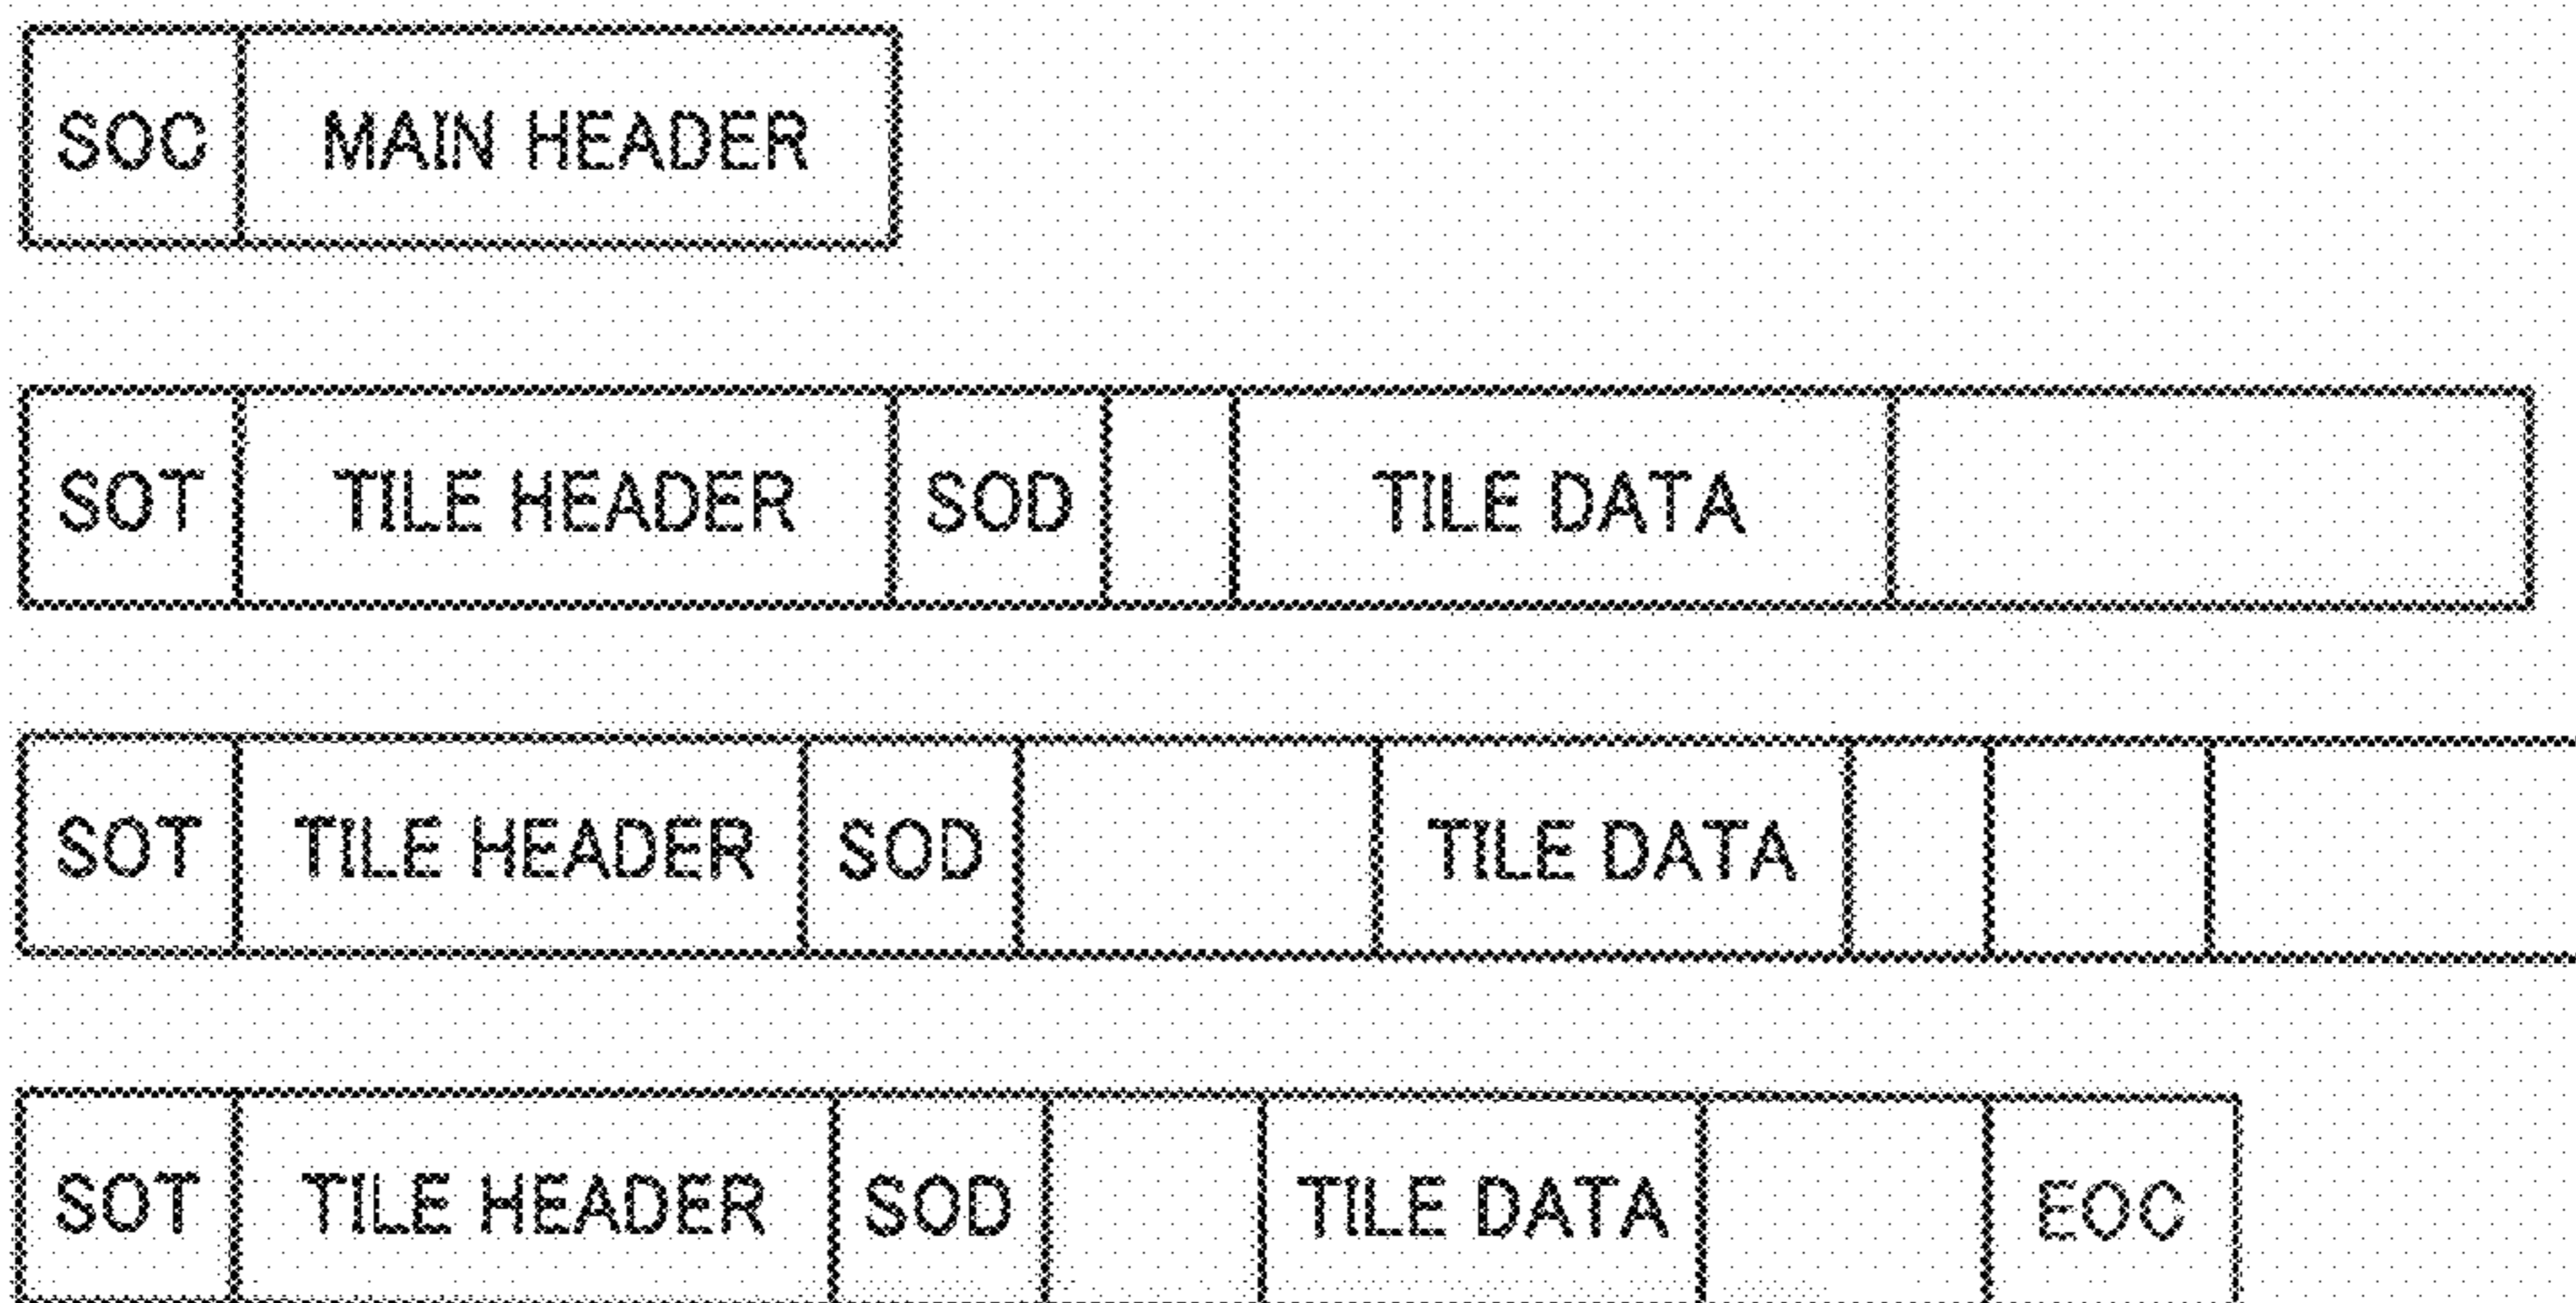 SOC MAIN HEADER
SOT TILE HEADER SOD TILE DATA
SOT TILE HEADER SOD TILE DATA
SOT TILE HEADER SOD TILE DATA EOC